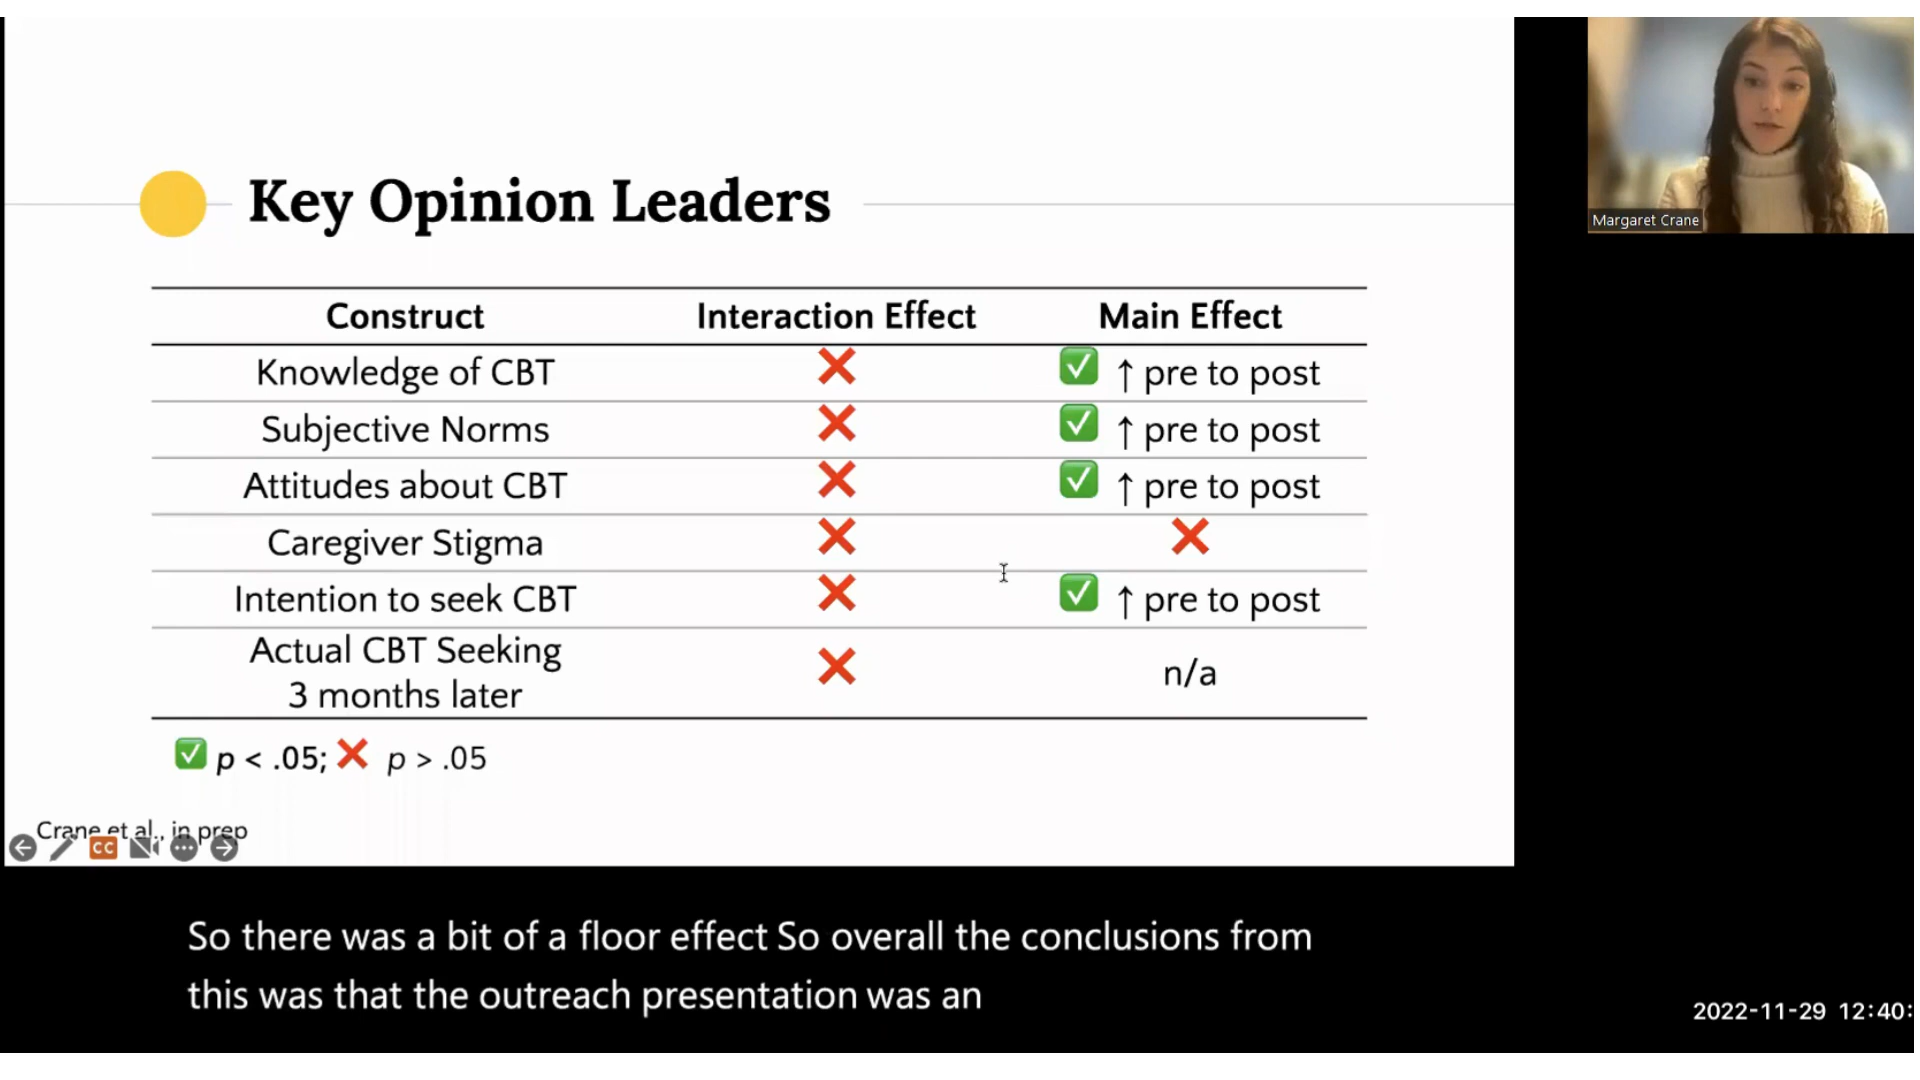 Key Opinion Leaders
Construct Interaction Effect Main Effect
Knowledge of CBT ❌ ✅ ↑ pre to post
Subjective Norms ❌ ✅ ↑ pre to post
Attitudes about CBT ❌ ✅ ↑ pre to post
Caregiver Stigma ❌ ❌
Intention to seek CBT ❌ ✅ ↑ pre to post
Actual CBT Seeking
3 months later ❌ n/a
✅ p < .05; ❌ p > .05
Crane et al., in prep
CC
Margaret Crane
So there was a bit of a floor effect So overall the conclusions from
this was that the outreach presentation was an
2022-11-29 12:40: